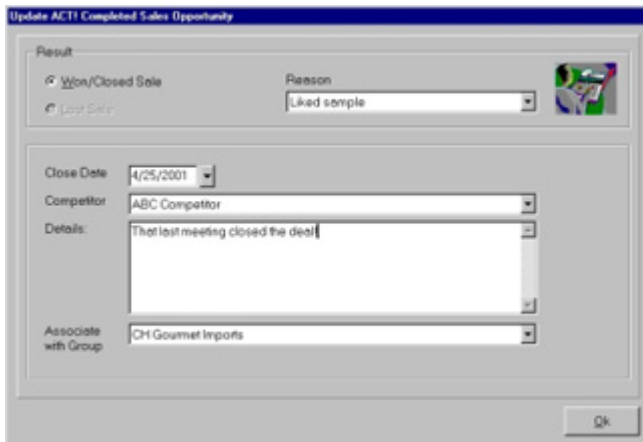 Update ACT! Completed Sales Opportunity
Result
Won/Closed Sale
Reason
Liked sample
Lost Sale
Close Date
4/25/2001
Competitor
ABC Competitor
Details:
That last meeting closed the deal!
Associate
with Group
CH Gourmet Imports
Ok